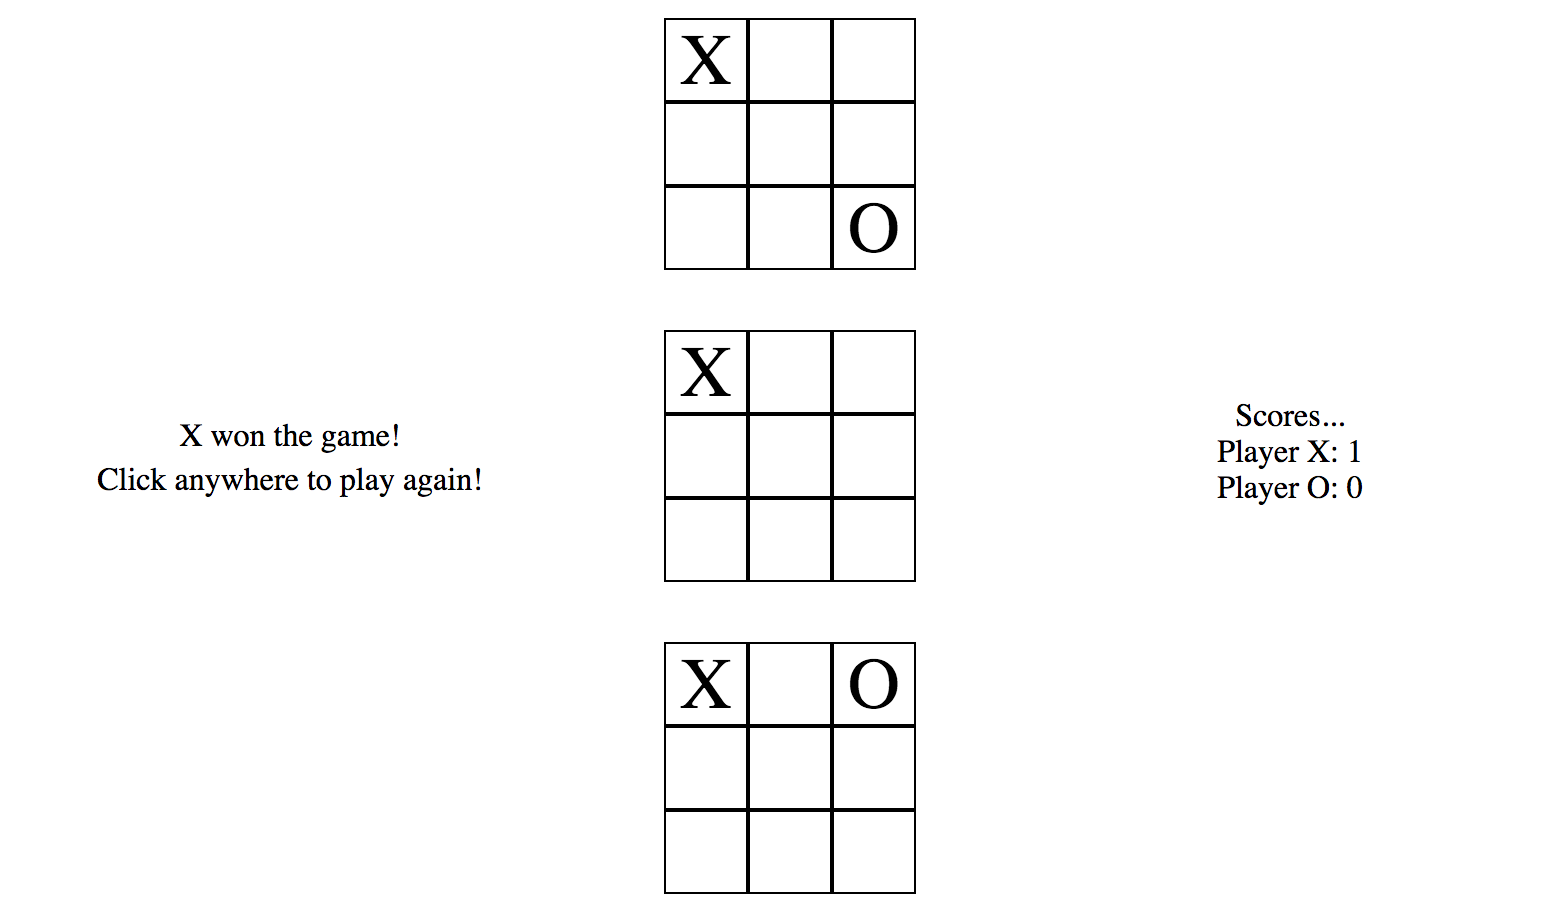 X
O
X
X won the game!
Click anywhere to play again!
Scores...
Player X: 1
Player O: 0
X O